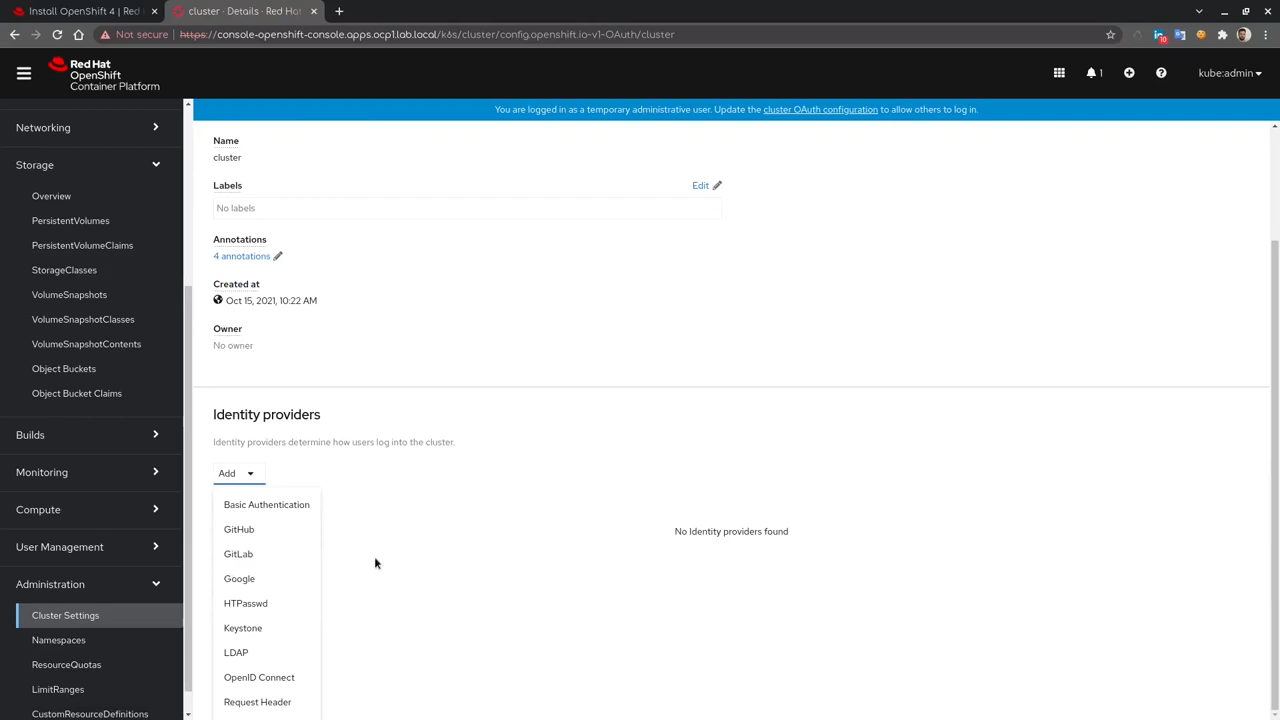 Install OpenShift 4 | Red
cluster · Details · Red Hat
Not secure | https://console-openshift-console.apps.ocp1.lab.local/k8s/cluster/config.openshift.io~v1~OAuth/cluster
10
Red Hat
OpenShift
Container Platform
1
kube:admin
You are logged in as a temporary administrative user. Update the cluster OAuth configuration to allow others to log in.
Networking
Storage
Overview
PersistentVolumes
PersistentVolumeClaims
StorageClasses
VolumeSnapshots
VolumeSnapshotClasses
VolumeSnapshotContents
Object Buckets
Object Bucket Claims
Builds
Monitoring
Compute
User Management
Administration
Cluster Settings
Namespaces
ResourceQuotas
LimitRanges
CustomResourceDefinitions
Name
cluster
Labels
Edit
No labels
Annotations
4 annotations
Created at
Oct 15, 2021, 10:22 AM
Owner
No owner
Identity providers
Identity providers determine how users log into the cluster.
Add
Basic Authentication
GitHub
GitLab
Google
HTPasswd
Keystone
LDAP
OpenID Connect
Request Header
No Identity providers found